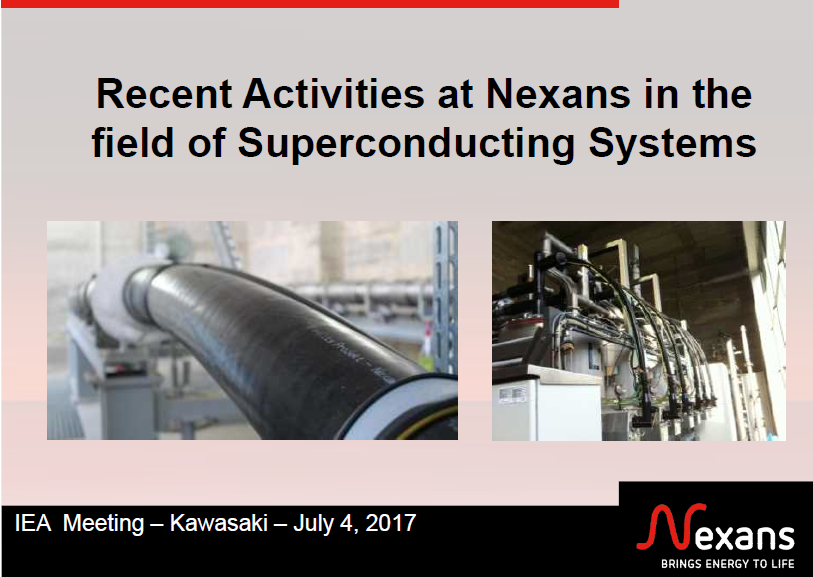 Recent Activities at Nexans in the
field of Superconducting Systems
IEA Meeting – Kawasaki – July 4, 2017
Nexans
BRINGS ENERGY TO LIFE